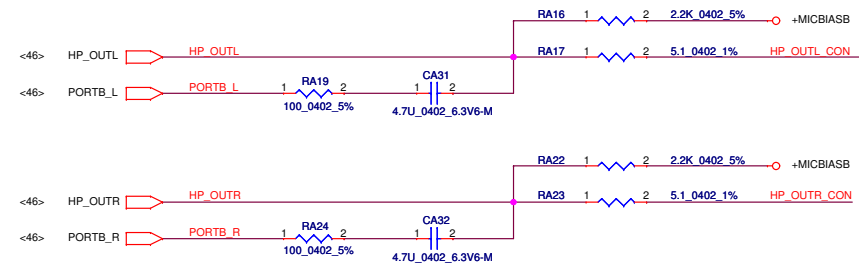 RA16 1 2 2.2K_0402_5% +MICBIASB
<46> HP_OUTL HP_OUTL RA17 1 2 5.1_0402_1% HP_OUTL_CON
<46> PORTB_L PORTB_L 1 RA19 2 1 CA31 2
100_0402_5% 4.7U_0402_6.3V6-M
RA22 1 2 2.2K_0402_5% +MICBIASB
<46> HP_OUTR HP_OUTR RA23 1 2 5.1_0402_1% HP_OUTR_CON
<46> PORTB_R PORTB_R 1 RA24 2 1 CA32 2
100_0402_5% 4.7U_0402_6.3V6-M